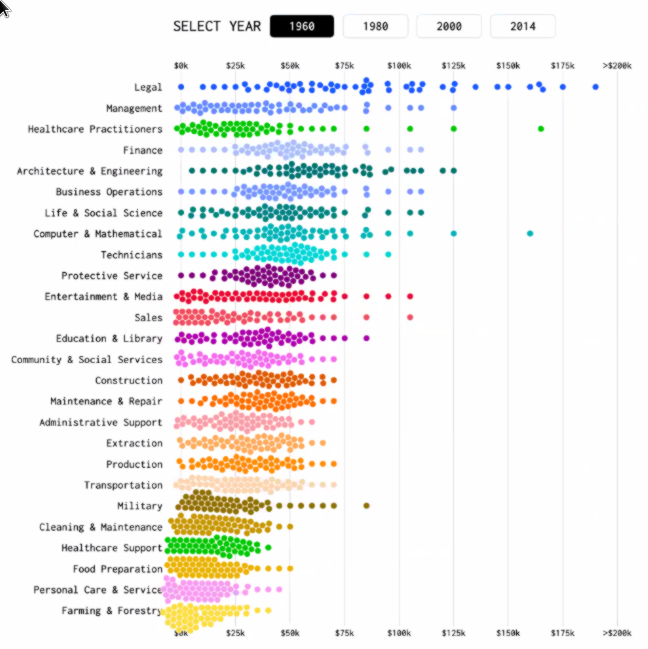 SELECT YEAR 1960 1980 2000 2014
$0k $25k $50k $75k $100k $125k $150k $175k >$200k
Legal
Management
Healthcare Practitioners
Finance
Architecture & Engineering
Business Operations
Life & Social Science
Computer & Mathematical
Technicians
Protective Service
Entertainment & Media
Sales
Education & Library
Community & Social Services
Construction
Maintenance & Repair
Administrative Support
Extraction
Production
Transportation
Military
Cleaning & Maintenance
Healthcare Support
Food Preparation
Personal Care & Service
Farming & Forestry
$0k $25k $50k $75k $100k $125k $150k $175k >$200k